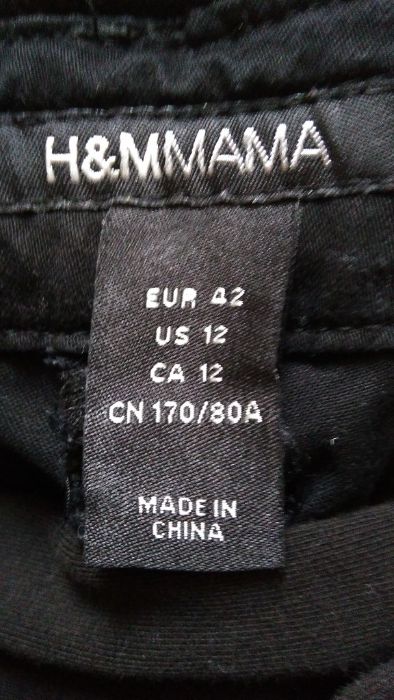 H&MMAMA
EUR 42
US 12
CA 12
CN 170/80A
MADE IN
CHINA